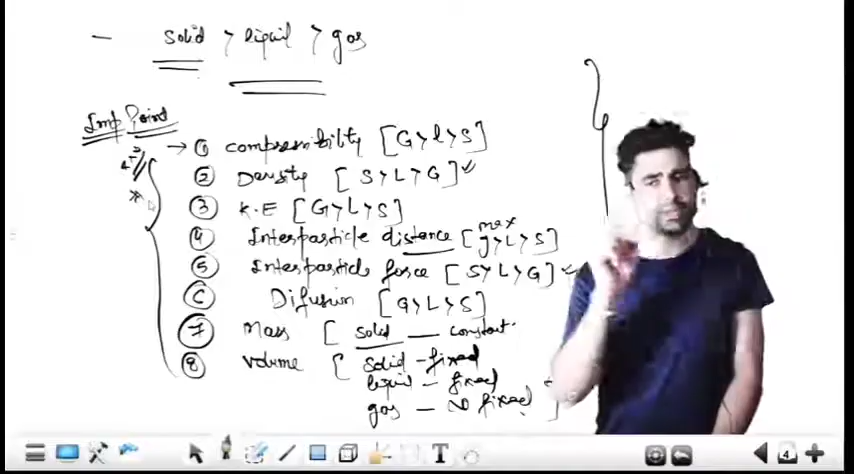 — solid > liquid > gas
Imp Point
→ ① compressibility [G > l > S]
② Density [S > L > G] ✓
③ K.E [G > L > S]
max
④ Interparticle distance [g > L > S]
⑤ Interparticle force [S > L > G] ✓
⑥ Difusion [G > L > S]
⑦ Mass [solid — constant.
⑧ volume [solid - fixed
liquid - fixed
gas — No fixed]
T
4